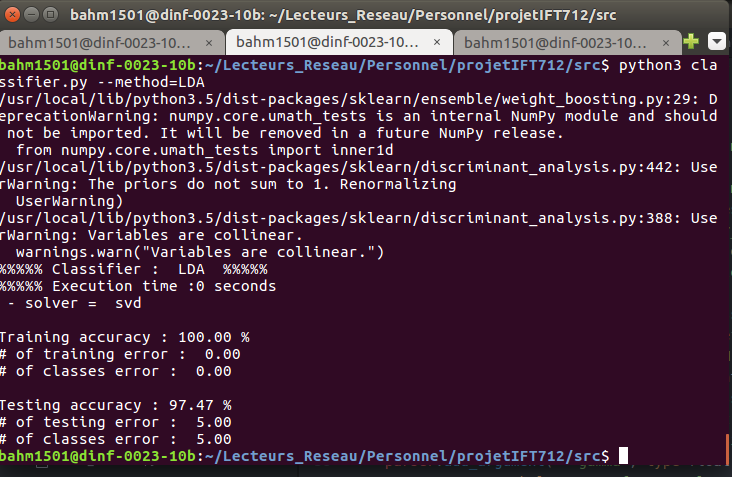 bahm1501@dinf-0023-10b: ~/Lecteurs_Reseau/Personnel/projetIFT712/src
bahm1501@dinf-0023-10… × bahm1501@dinf-0023-10… × bahm1501@dinf-0023-10… ×
bahm1501@dinf-0023-10b:~/Lecteurs_Reseau/Personnel/projetIFT712/src$ python3 cla
ssifier.py --method=LDA
/usr/local/lib/python3.5/dist-packages/sklearn/ensemble/weight_boosting.py:29: D
eprecationWarning: numpy.core.umath_tests is an internal NumPy module and should
 not be imported. It will be removed in a future NumPy release.
  from numpy.core.umath_tests import inner1d
/usr/local/lib/python3.5/dist-packages/sklearn/discriminant_analysis.py:442: Use
rWarning: The priors do not sum to 1. Renormalizing
  UserWarning)
/usr/local/lib/python3.5/dist-packages/sklearn/discriminant_analysis.py:388: Use
rWarning: Variables are collinear.
  warnings.warn("Variables are collinear.")
%%%%% Classifier :  LDA  %%%%%
%%%%% Execution time :0 seconds
 - solver =  svd
Training accuracy : 100.00 %
# of training error :  0.00
# of classes error :  0.00
Testing accuracy : 97.47 %
# of testing error :  5.00
# of classes error :  5.00
bahm1501@dinf-0023-10b:~/Lecteurs_Reseau/Personnel/projetIFT712/src$